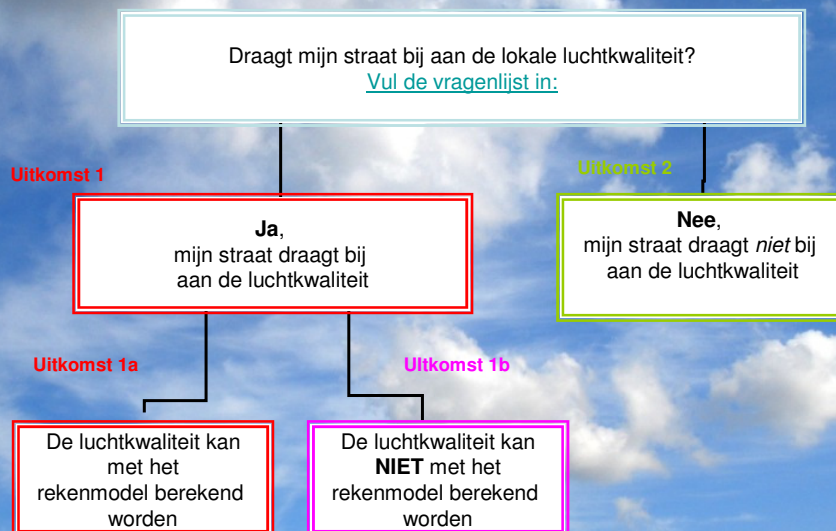 Draagt mijn straat bij aan de lokale luchtkwaliteit?
Vul de vragenlijst in:
Uitkomst 1
Uitkomst 2
Ja,
mijn straat draagt bij
aan de luchtkwaliteit
Nee,
mijn straat draagt niet bij
aan de luchtkwaliteit
Uitkomst 1a
UItkomst 1b
De luchtkwaliteit kan
met het
rekenmodel berekend
worden
De luchtkwaliteit kan
NIET met het
rekenmodel berekend
worden